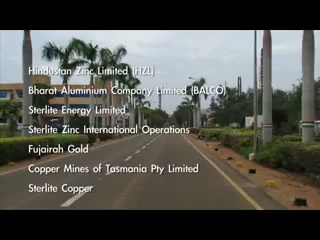 Hindustan Zinc Limited (HZL)
Bharat Aluminium Company Limited (BALCO)
Sterlite Energy Limited
Sterlite Zinc International Operations
Fujairah Gold
Copper Mines of Tasmania Pty Limited
Sterlite Copper